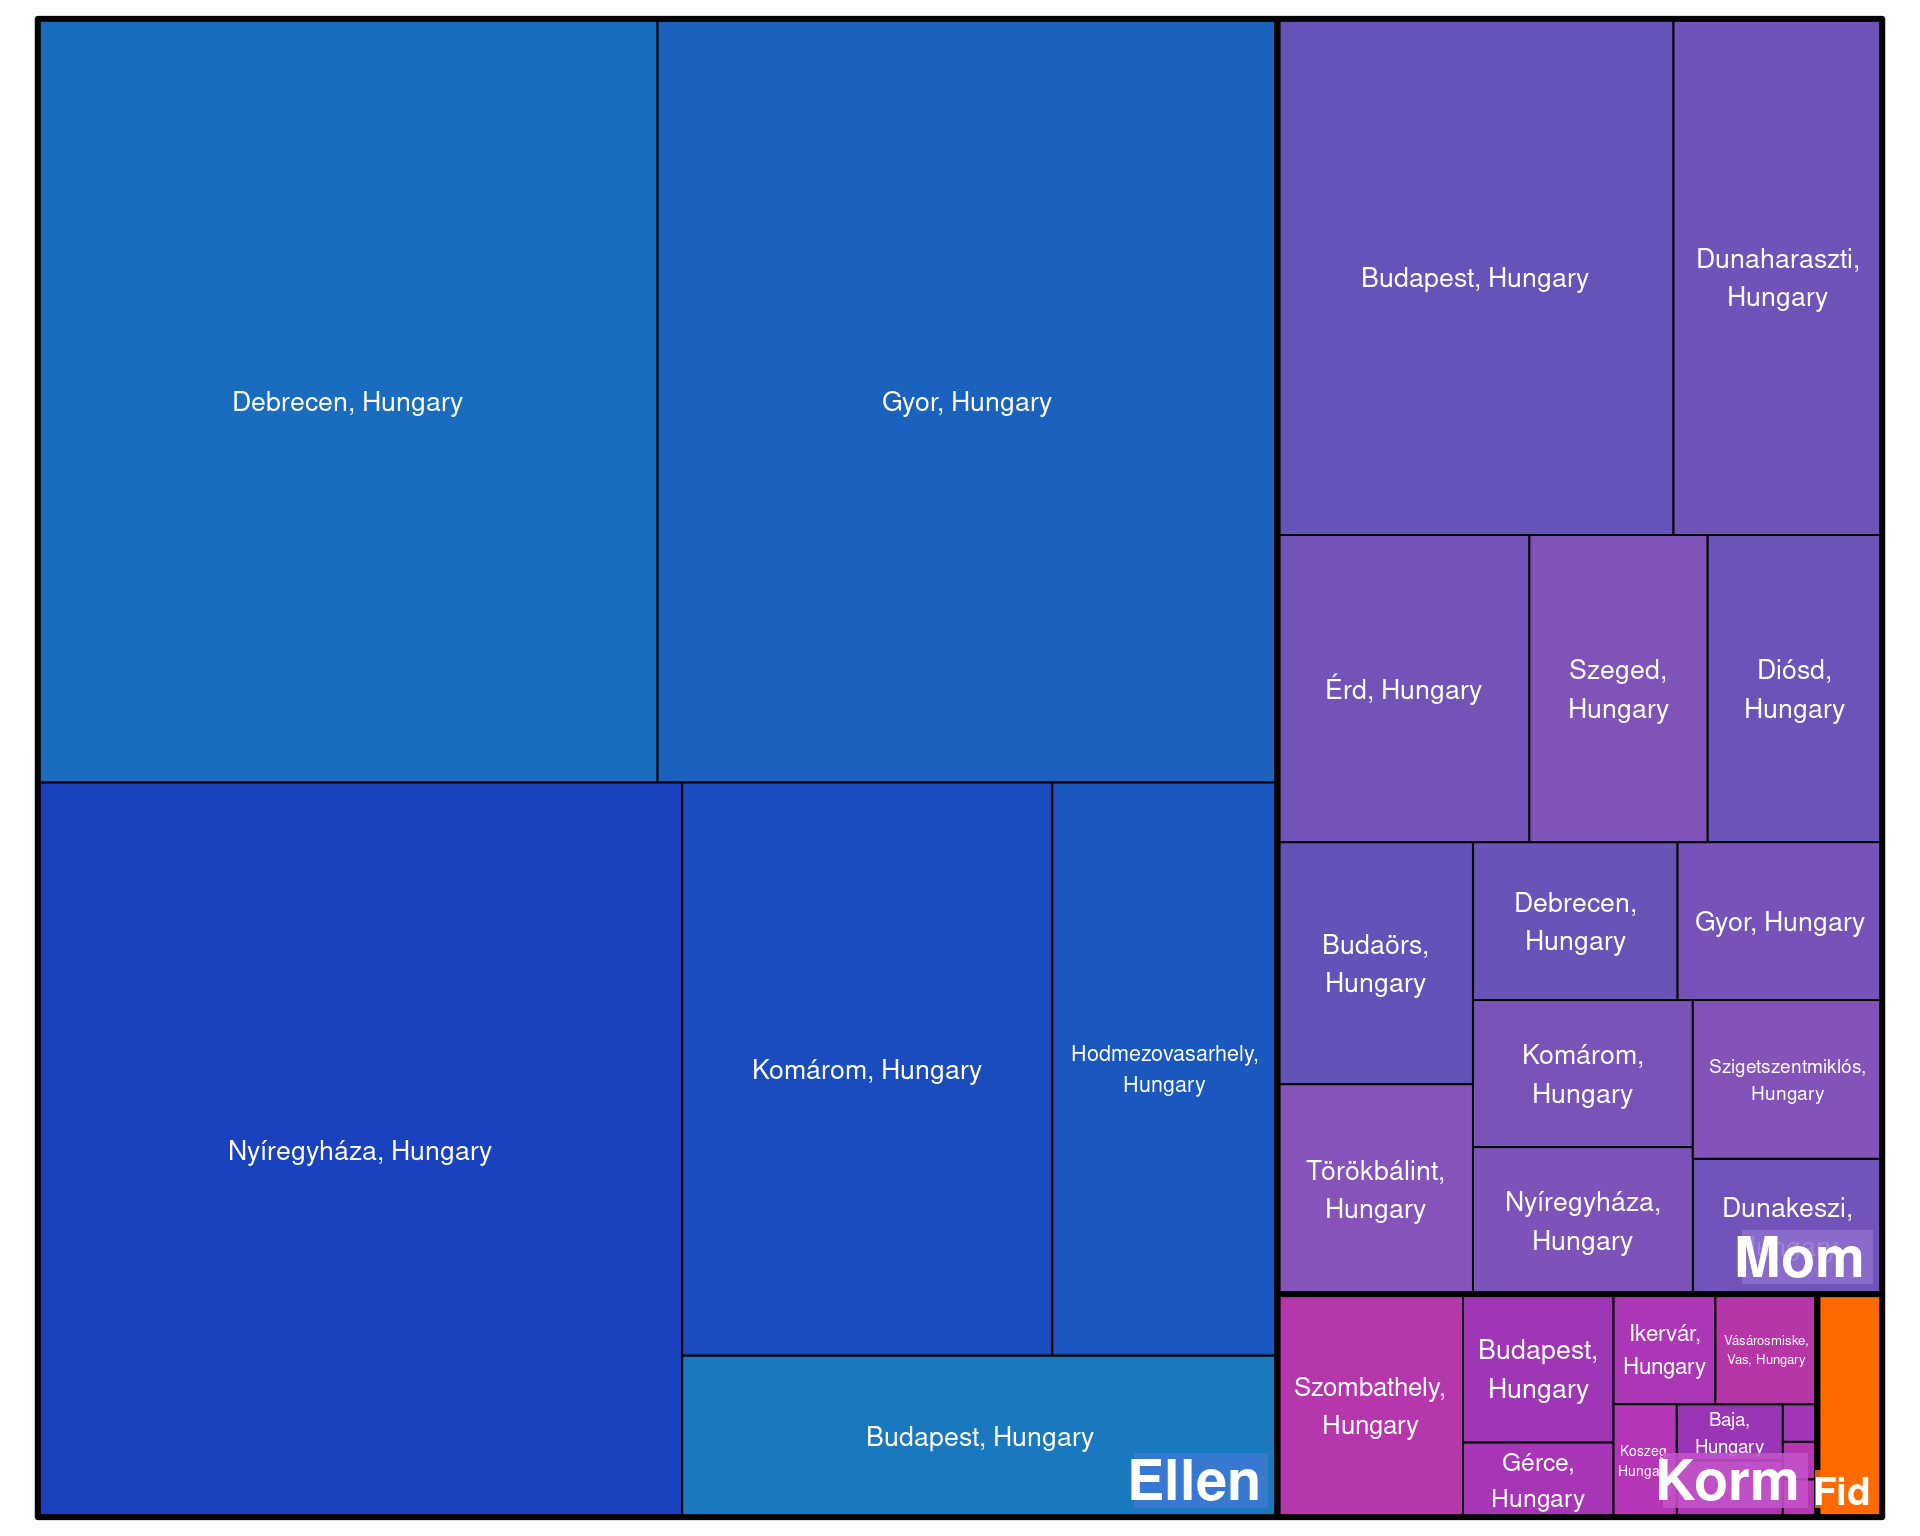 Debrecen, Hungary
Gyor, Hungary
Nyíregyháza, Hungary
Komárom, Hungary
Hodmezovasarhely,
Hungary
Budapest, Hungary
Ellen
Budapest, Hungary
Dunaharaszti,
Hungary
Érd, Hungary
Szeged,
Hungary
Diósd,
Hungary
Budaörs,
Hungary
Debrecen,
Hungary
Gyor, Hungary
Törökbálint,
Hungary
Komárom,
Hungary
Szigetszentmiklós,
Hungary
Nyíregyháza,
Hungary
Dunakeszi,
Mom
Szombathely,
Hungary
Budapest,
Hungary
Gérce,
Hungary
Ikervár,
Hungary
Vásárosmiske,
Vas, Hungary
Koszeg
Baja,
Hungary
Korm
Fid